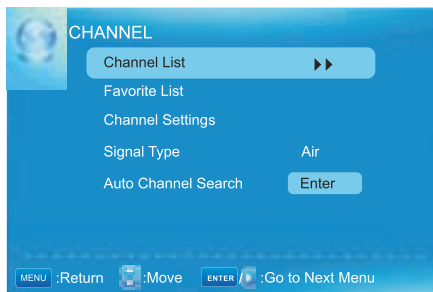 CHANNEL
Channel List
Favorite List
Channel Settings
Signal Type Air
Auto Channel Search Enter
MENU :Return :Move ENTER / :Go to Next Menu